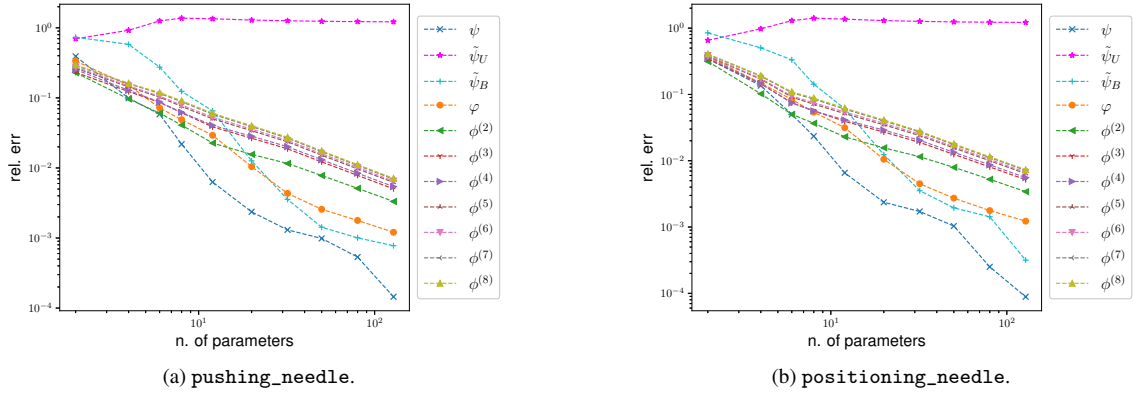 10⁰
10⁻¹
10⁻²
10⁻³
10⁻⁴
rel. err
10¹
10²
n. of parameters
ψ
ψ̃_U
ψ̃_B
φ
ϕ⁽²⁾
ϕ⁽³⁾
ϕ⁽⁴⁾
ϕ⁽⁵⁾
ϕ⁽⁶⁾
ϕ⁽⁷⁾
ϕ⁽⁸⁾
(a) pushing_needle.
10⁰
10⁻¹
10⁻²
10⁻³
10⁻⁴
rel. err
10¹
10²
n. of parameters
ψ
ψ̃_U
ψ̃_B
φ
ϕ⁽²⁾
ϕ⁽³⁾
ϕ⁽⁴⁾
ϕ⁽⁵⁾
ϕ⁽⁶⁾
ϕ⁽⁷⁾
ϕ⁽⁸⁾
(b) positioning_needle.